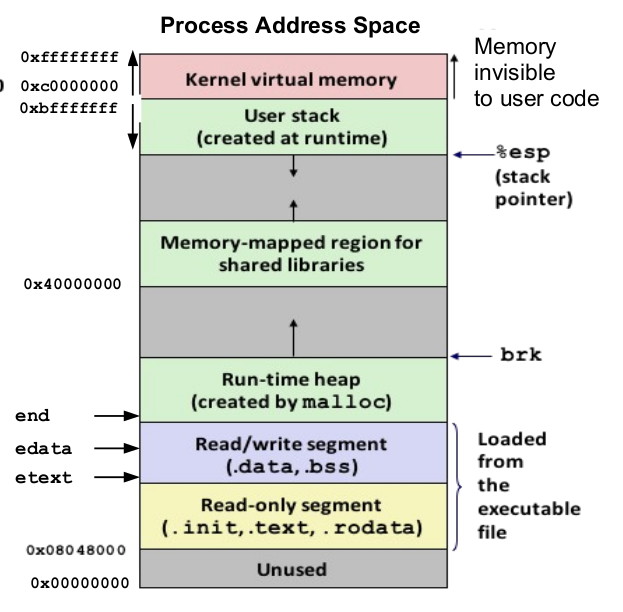 Process Address Space
0xffffffff
0xc0000000
0xbfffffff
Kernel virtual memory
Memory
invisible
to user code
User stack
(created at runtime)
%esp
(stack
pointer)
Memory-mapped region for
shared libraries
0x40000000
brk
Run-time heap
(created by malloc)
end
edata
etext
Read/write segment
(.data, .bss)
Read-only segment
(.init, .text, .rodata)
Loaded
from
the
executable
file
0x08048000
Unused
0x00000000